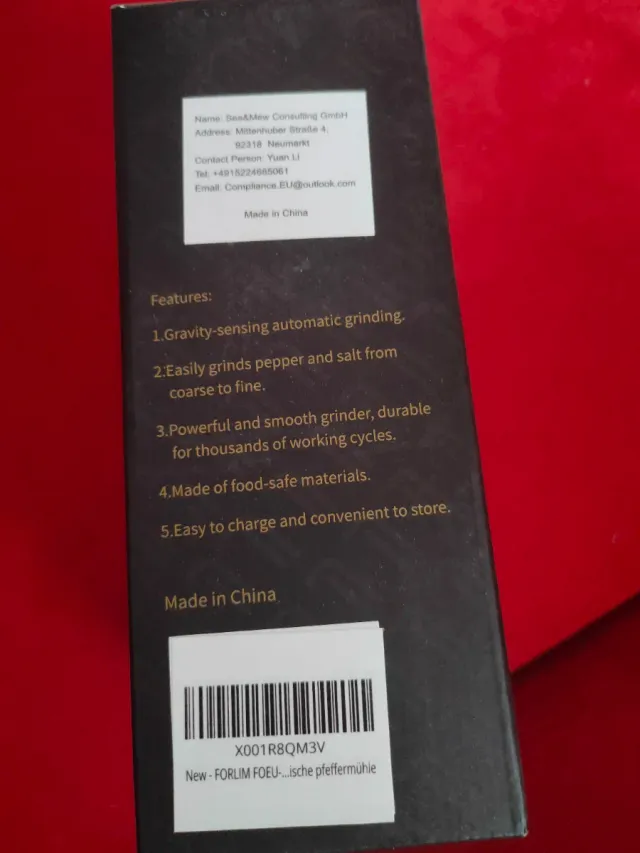 Name: See&Mew Consulting GmbH
Address: Mittenhuber Straße 4,
92318 Neumarkt
Contact Person: Yuan Li
Tel: +4915224685061
Email: Compliance.EU@outlook.com
Made in China
Features:
1.Gravity-sensing automatic grinding.
2.Easily grinds pepper and salt from
coarse to fine.
3.Powerful and smooth grinder, durable
for thousands of working cycles.
4.Made of food-safe materials.
5.Easy to charge and convenient to store.
Made in China
X001R8QM3V
New - FORLIM FOEU-...ische pfeffermühle